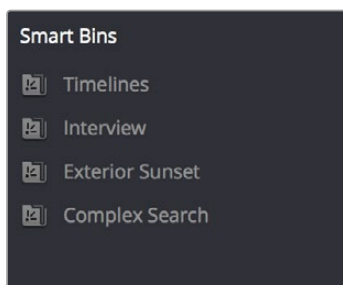 Smart Bins
Timelines
Interview
Exterior Sunset
Complex Search